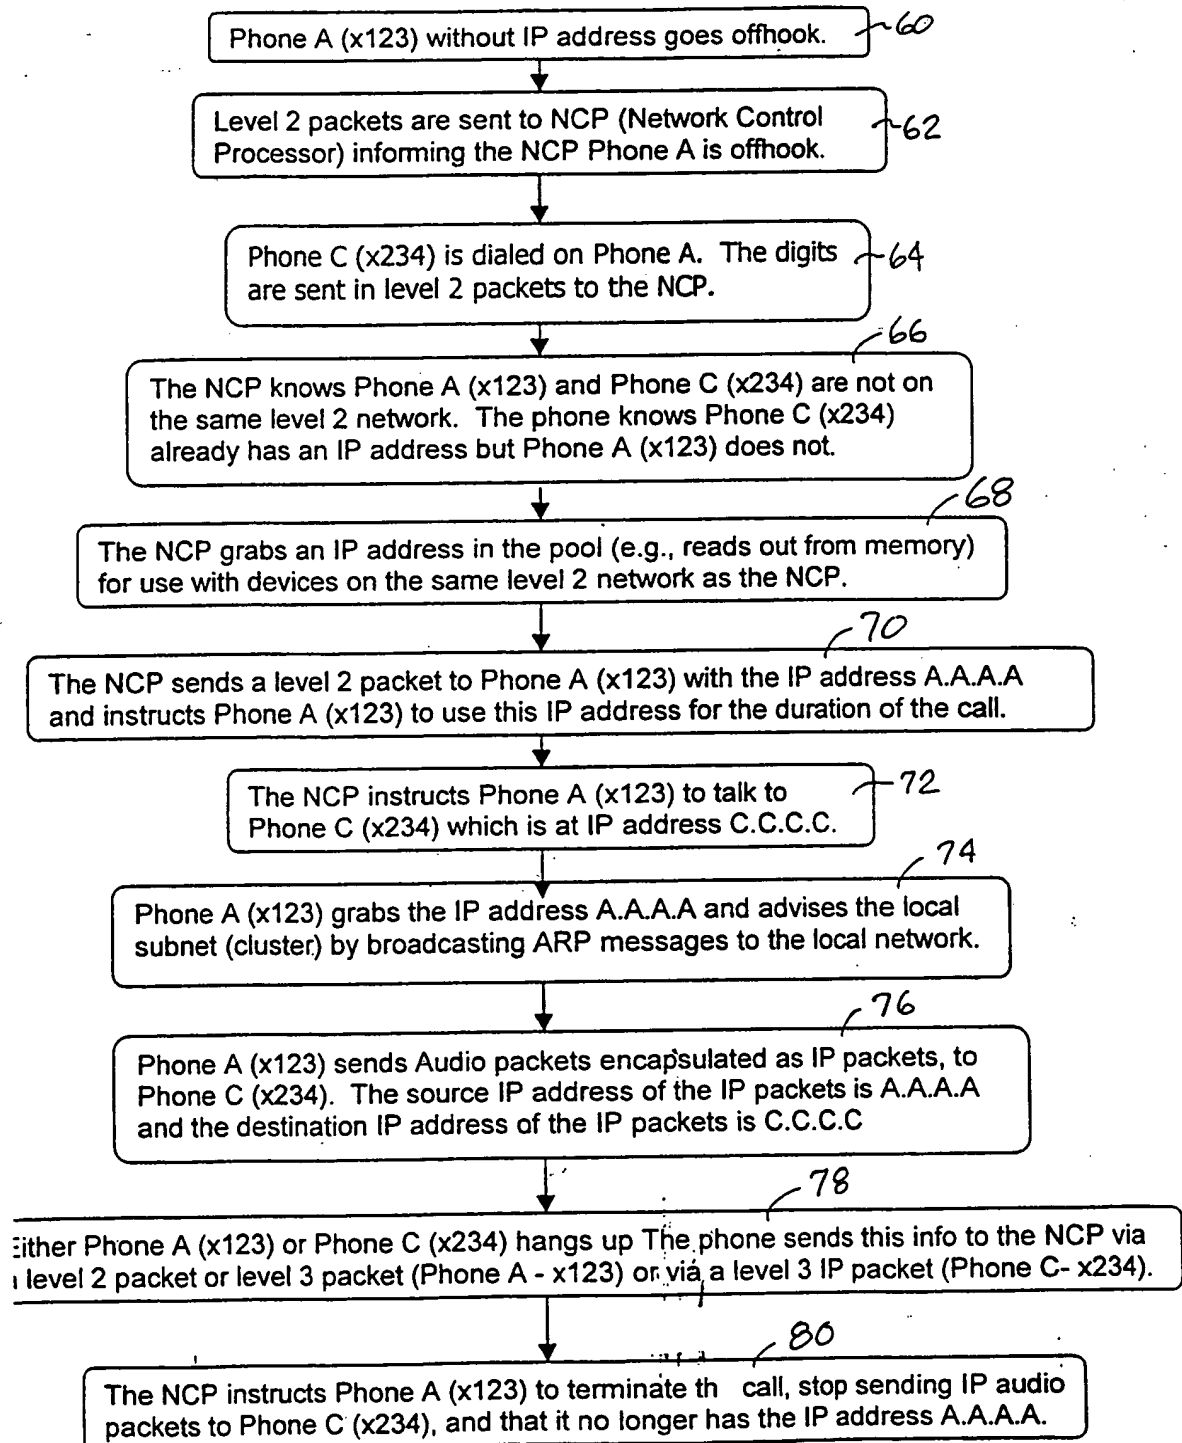 Phone A (x123) without IP address goes offhook.
60
Level 2 packets are sent to NCP (Network Control
Processor) informing the NCP Phone A is offhook.
62
Phone C (x234) is dialed on Phone A. The digits
are sent in level 2 packets to the NCP.
64
66
The NCP knows Phone A (x123) and Phone C (x234) are not on
the same level 2 network. The phone knows Phone C (x234)
already has an IP address but Phone A (x123) does not.
68
The NCP grabs an IP address in the pool (e.g., reads out from memory)
for use with devices on the same level 2 network as the NCP.
70
The NCP sends a level 2 packet to Phone A (x123) with the IP address A.A.A.A
and instructs Phone A (x123) to use this IP address for the duration of the call.
The NCP instructs Phone A (x123) to talk to
Phone C (x234) which is at IP address C.C.C.C.
72
74
Phone A (x123) grabs the IP address A.A.A.A and advises the local
subnet (cluster) by broadcasting ARP messages to the local network.
76
Phone A (x123) sends Audio packets encapsulated as IP packets, to
Phone C (x234). The source IP address of the IP packets is A.A.A.A
and the destination IP address of the IP packets is C.C.C.C
78
Either Phone A (x123) or Phone C (x234) hangs up The phone sends this info to the NCP via
level 2 packet or level 3 packet (Phone A - x123) or via a level 3 IP packet (Phone C- x234).
80
The NCP instructs Phone A (x123) to terminate th call, stop sending IP audio
packets to Phone C (x234), and that it no longer has the IP address A.A.A.A.